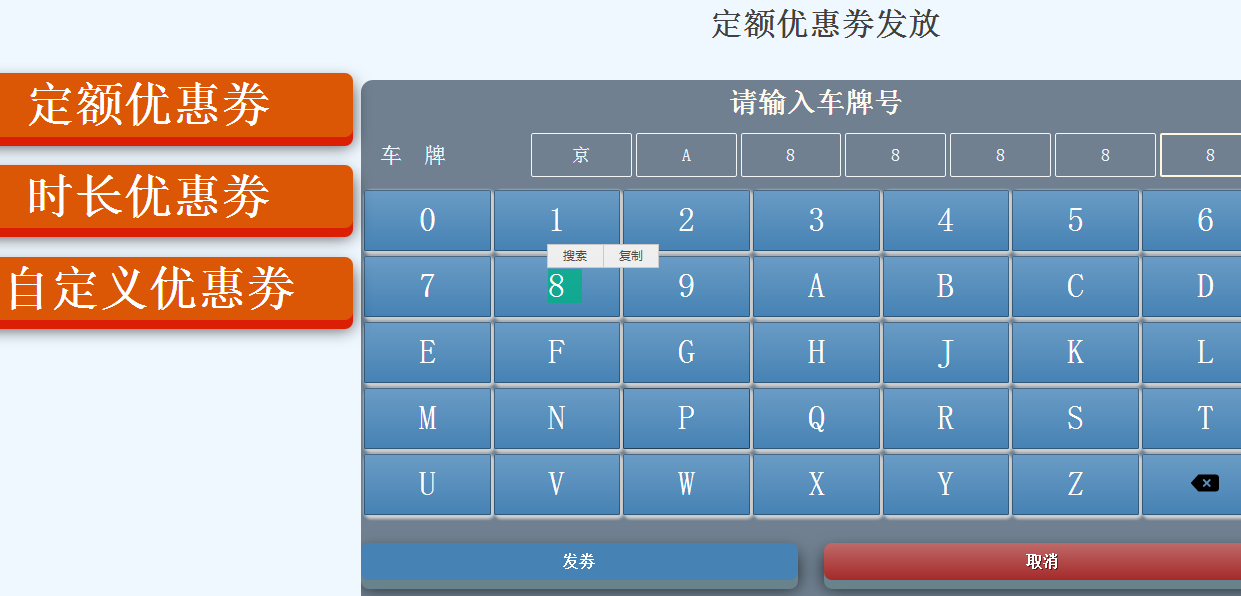 定额优惠券发放
定额优惠券
时长优惠券
自定义优惠券
请输入车牌号
车 牌 京 A 8 8 8 8 8
0 1 2 3 4 5 6
搜索 复制
7 8 9 A B C D
E F G H J K L
M N P Q R S T
U V W X Y Z
发券 取消